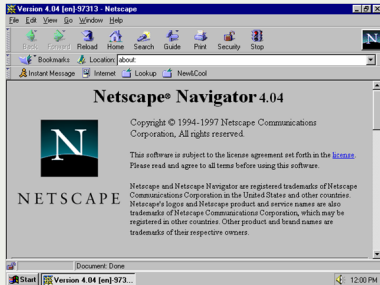 Version 4.04 [en]-97313 - Netscape
File Edit View Go Window Help
Back Forward Reload Home Search Guide Print Security Stop
N
Bookmarks Location: about:
Instant Message Internet Lookup New&Cool
Netscape® Navigator 4.04
N
NETSCAPE
Copyright © 1994-1997 Netscape Communications
Corporation, All rights reserved.
This software is subject to the license agreement set forth in the license.
Please read and agree to all terms before using this software.
Netscape and Netscape Navigator are registered trademarks of Netscape
Communications Corporation in the United States and other countries.
Netscape's logos and Netscape product and service names are also
trademarks of Netscape Communications Corporation, which may be
registered in other countries. Other product and brand names are
trademarks of their respective owners.
Document: Done
Start Version 4.04 [en]-973... 12:03 PM